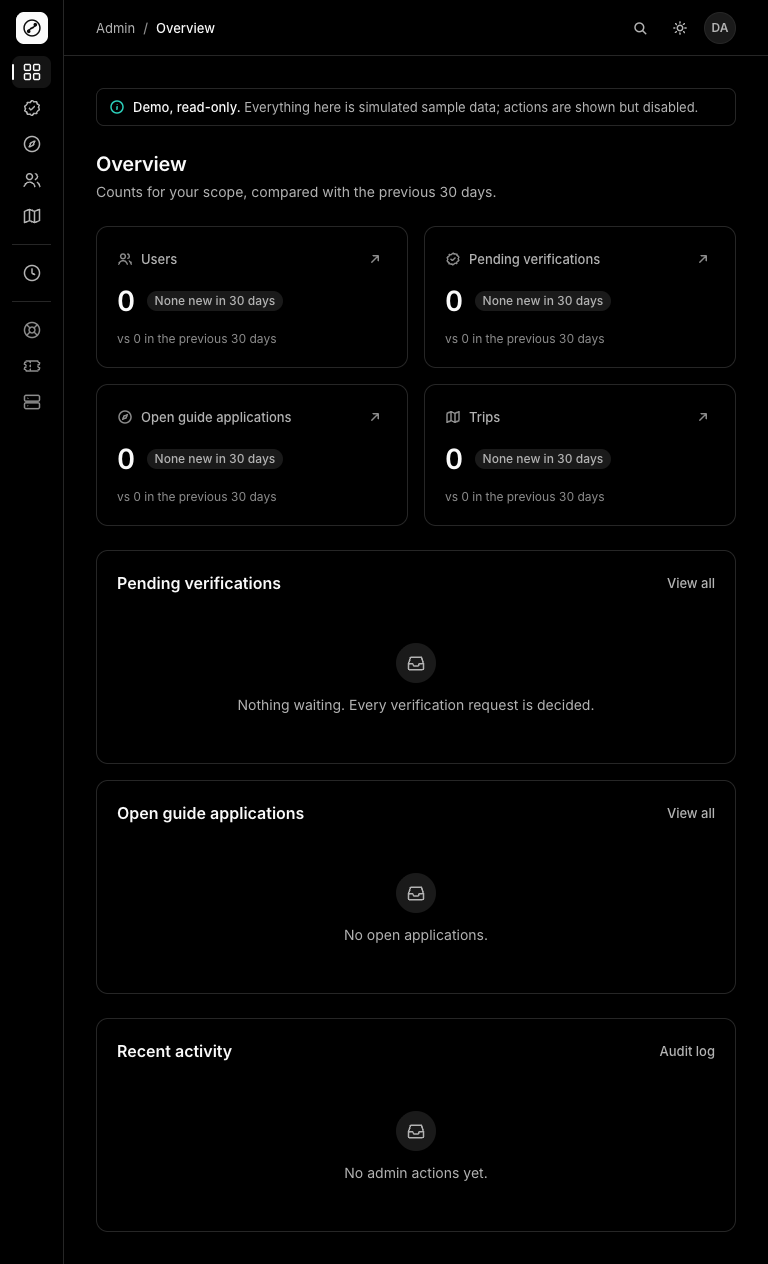 Admin / Overview
DA
Demo, read-only. Everything here is simulated sample data; actions are shown but disabled.
Overview
Counts for your scope, compared with the previous 30 days.
Users
0 None new in 30 days
vs 0 in the previous 30 days
Pending verifications
0 None new in 30 days
vs 0 in the previous 30 days
Open guide applications
0 None new in 30 days
vs 0 in the previous 30 days
Trips
0 None new in 30 days
vs 0 in the previous 30 days
Pending verifications
View all
Nothing waiting. Every verification request is decided.
Open guide applications
View all
No open applications.
Recent activity
Audit log
No admin actions yet.